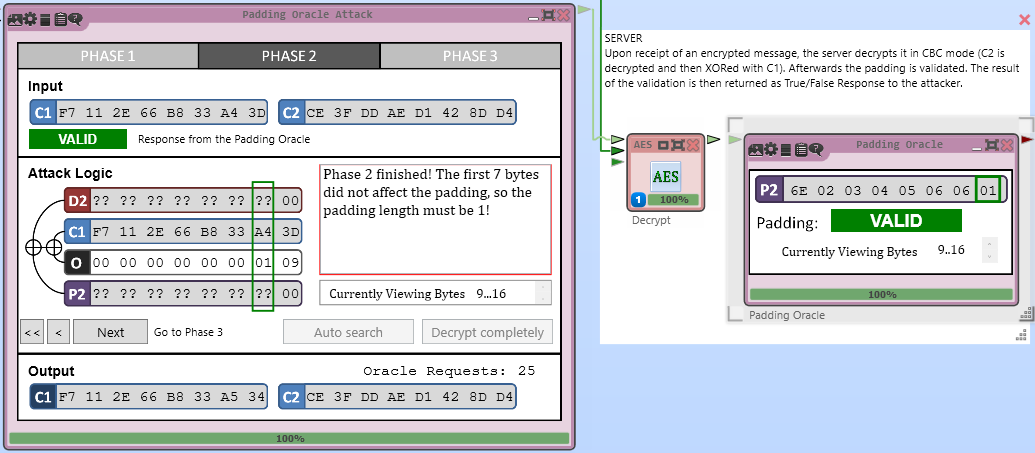 Padding Oracle Attack
PHASE 1 PHASE 2 PHASE 3
Input
C1 F7 11 2E 66 B8 33 A4 3D C2 CE 3F DD AE D1 42 8D D4
VALID Response from the Padding Oracle
Attack Logic
D2 ?? ?? ?? ?? ?? ?? ?? 00
C1 F7 11 2E 66 B8 33 A4 3D
O 00 00 00 00 00 00 01 09
P2 ?? ?? ?? ?? ?? ?? ?? 00
Phase 2 finished! The first 7 bytes
did not affect the padding, so the
padding length must be 1!
Currently Viewing Bytes 9..16
<< < Next Go to Phase 3 Auto search Decrypt completely
Output Oracle Requests: 25
C1 F7 11 2E 66 B8 33 A5 34 C2 CE 3F DD AE D1 42 8D D4
100%
SERVER
Upon receipt of an encrypted message, the server decrypts it in CBC mode (C2 is
decrypted and then XORed with C1). Afterwards the padding is validated. The result
of the validation is then returned as True/False Response to the attacker.
AES
AES
1 100%
Decrypt
Padding Oracle
P2 6E 02 03 04 05 06 06 01
Padding: VALID
Currently Viewing Bytes 9..16
100%
Padding Oracle